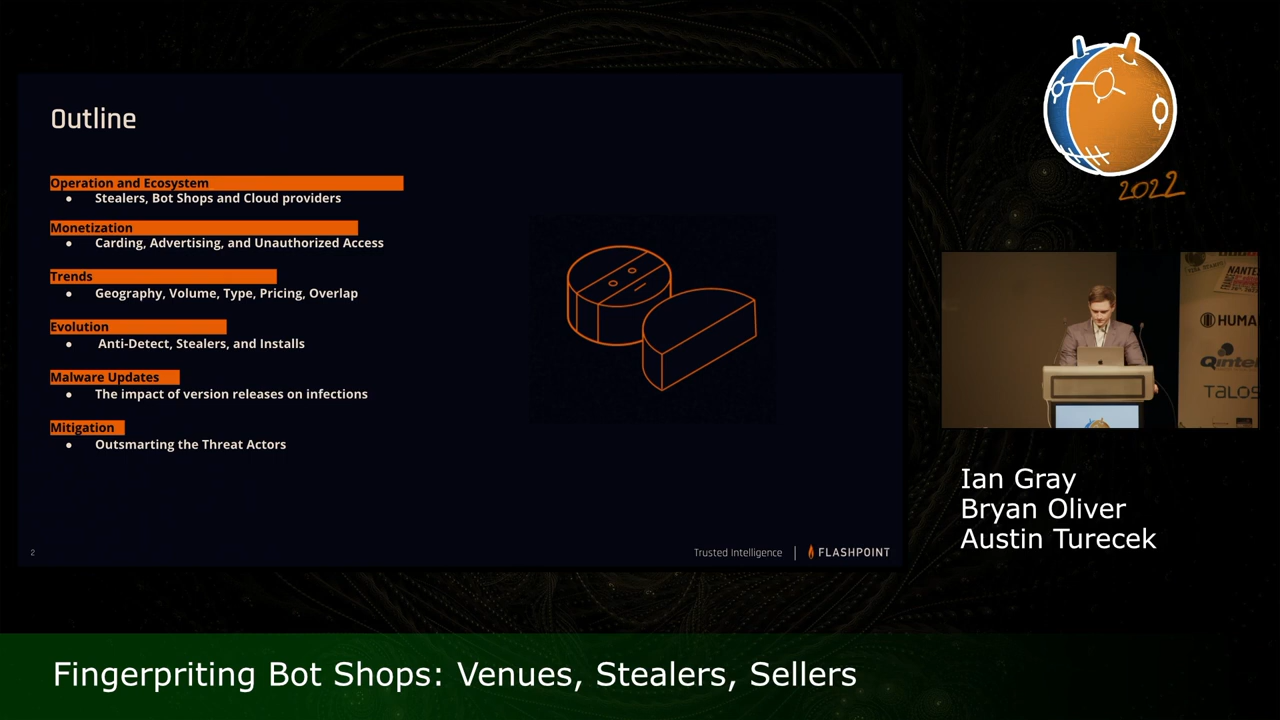 Outline
Operation and Ecosystem
● Stealers, Bot Shops and Cloud providers
Monetization
● Carding, Advertising, and Unauthorized Access
Trends
● Geography, Volume, Type, Pricing, Overlap
Evolution
● Anti-Detect, Stealers, and Installs
Malware Updates
● The impact of version releases on infections
Mitigation
● Outsmarting the Threat Actors
2
Trusted Intelligence | FLASHPOINT
2022
NANTE
HUMA
Qintel
TALOS
Ian Gray
Bryan Oliver
Austin Turecek
Fingerpriting Bot Shops: Venues, Stealers, Sellers